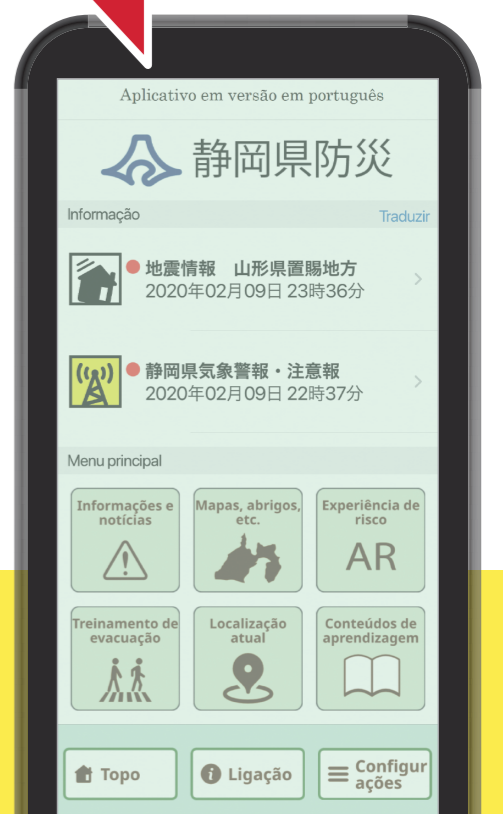 Aplicativo em versão em português
静岡県防災
Informação
Traduzir
地震情報　山形県置賜地方
2020年02月09日 23時36分
静岡県気象警報・注意報
2020年02月09日 22時37分
Menu principal
Informações e
notícias
Mapas, abrigos,
etc.
Experiência de
risco
AR
Treinamento de
evacuação
Localização
atual
Conteúdos de
aprendizagem
Topo
Ligação
Configur
ações